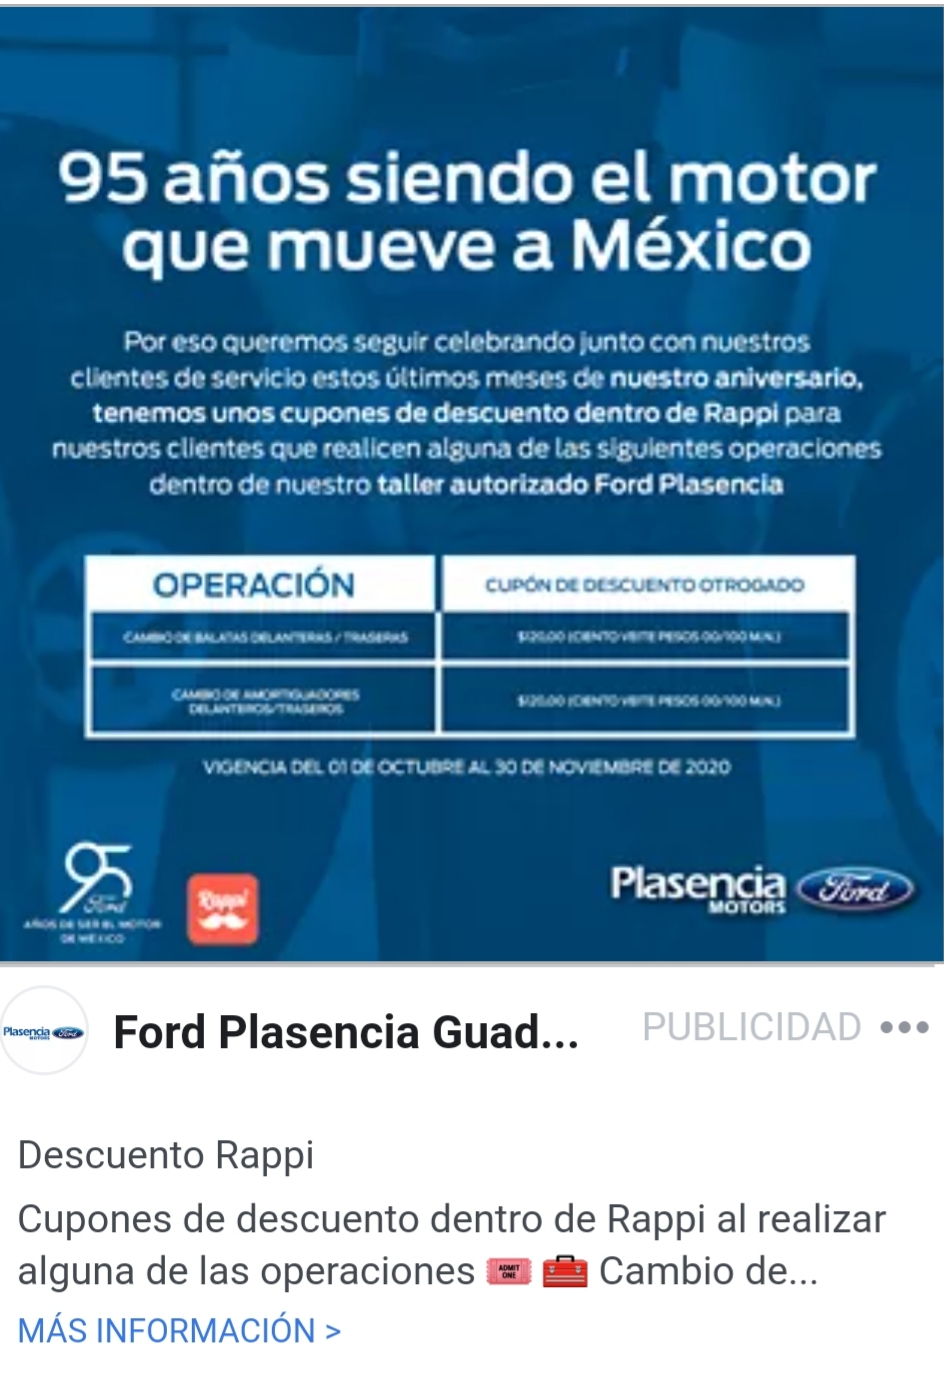 95 años siendo el motor
que mueve a México
Por eso queremos seguir celebrando junto con nuestros
clientes de servicio estos últimos meses de nuestro aniversario,
tenemos unos cupones de descuento dentro de Rappi para
nuestros clientes que realicen alguna de las siguientes operaciones
dentro de nuestro taller autorizado Ford Plasencia
OPERACIÓN
CUPÓN DE DESCUENTO OTROGADO
CAMBIO DE BALATAS DELANTERAS / TRASERAS
$120.00 (CIENTO VEITE PESOS 00/100 M.N.)
CAMBIO DE AMORTIGUADORES
DELANTEROS/TRASEROS
$120.00 (CIENTO VEITE PESOS 00/100 M.N.)
VIGENCIA DEL 01 DE OCTUBRE AL 30 DE NOVIEMBRE DE 2020
95
Ford
AÑOS DE SER EL MOTOR
DE MÉXICO
Rappi
Plasencia
MOTORS
Ford
Plasencia Ford
MOTORS
Ford Plasencia Guad...
PUBLICIDAD
Descuento Rappi
Cupones de descuento dentro de Rappi al realizar
alguna de las operaciones 🎟 🧰 Cambio de...
MÁS INFORMACIÓN >